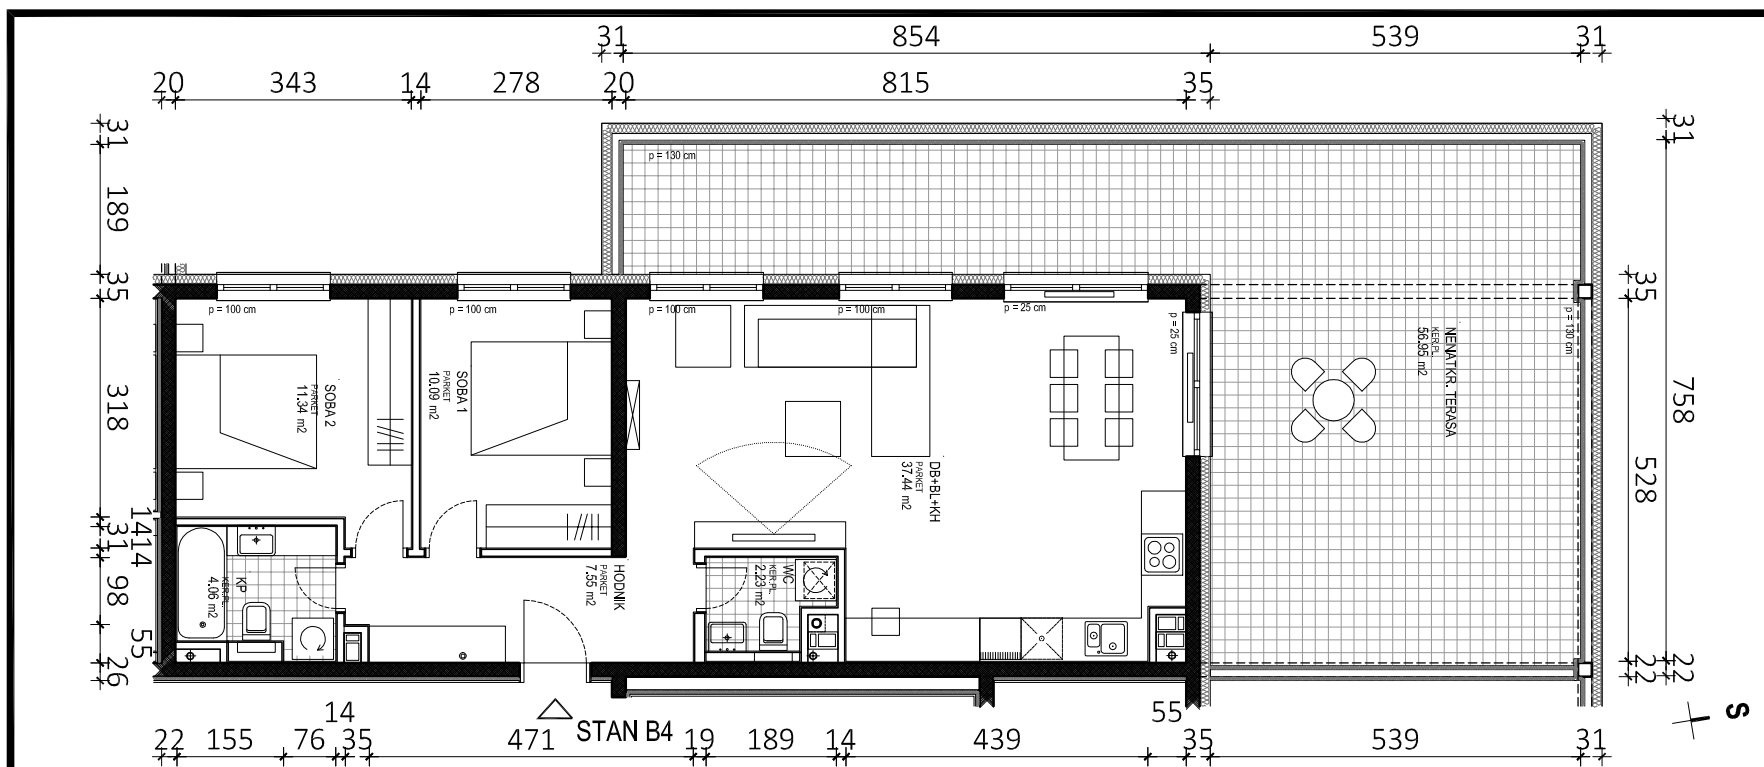 31 854 539 31
20 343 14 278 20 815 35
31
189
35
318
14
31
14
98
55
26
31
35
758
528
22
22
22
22
p = 130 cm
p = 100 cm
p = 100 cm
p = 100 cm
p = 100 cm
p = 25 cm
p = 25 cm
p = 130 cm
SOBA 2
PARKET
11.34 m2
SOBA 1
PARKET
10.09 m2
DB+BL+KH
PARKET
37.44 m2
NENATKR. TERASA
KER.PL.
56.95 m2
KP
KER.PL.
4.06 m2
HODNIK
PARKET
7.55 m2
WC
KER.PL.
2.23 m2
STAN B4
S
14 55
22 155 76 35 471 19 189 14 439 35 539 31